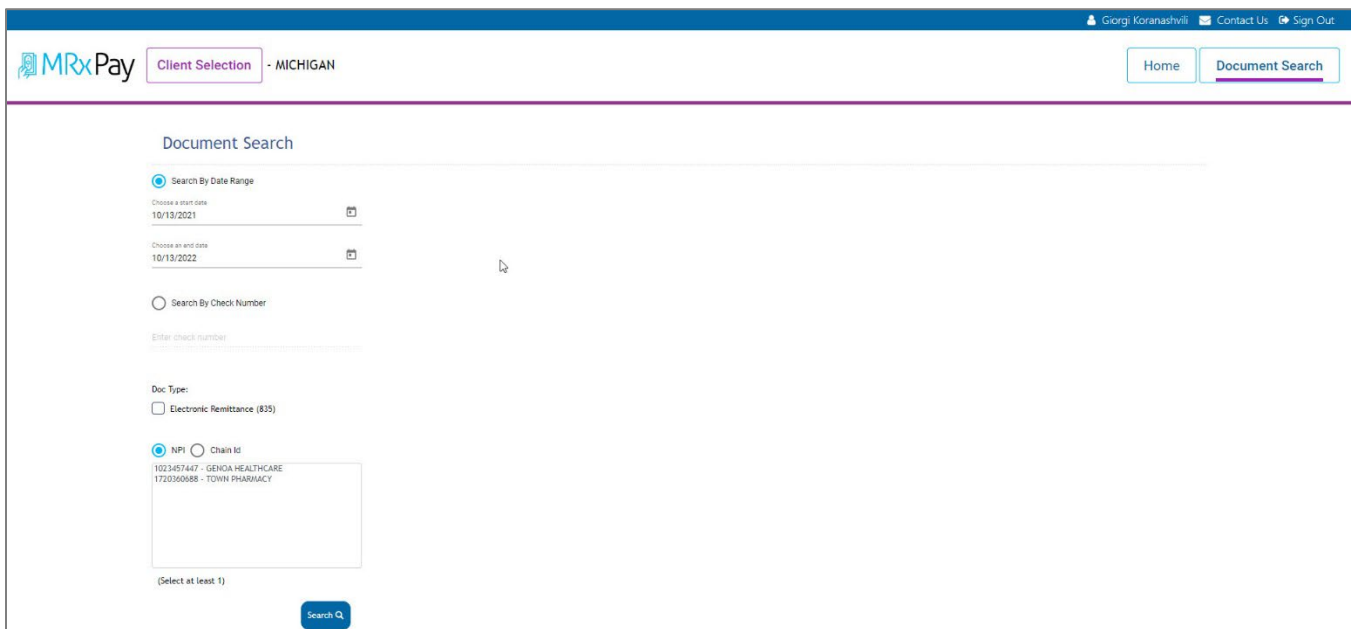 Giorgi Koranashvili Contact Us Sign Out
MRxPay Client Selection - MICHIGAN Home Document Search
Document Search
Search By Date Range
Choose a start date
10/13/2021
Choose an end date
10/13/2022
Search By Check Number
Enter check number
Doc Type:
Electronic Remittance (835)
NPI Chain Id
1023457447 - GENOA HEALTHCARE
1720360688 - TOWN PHARMACY
(Select at least 1)
Search